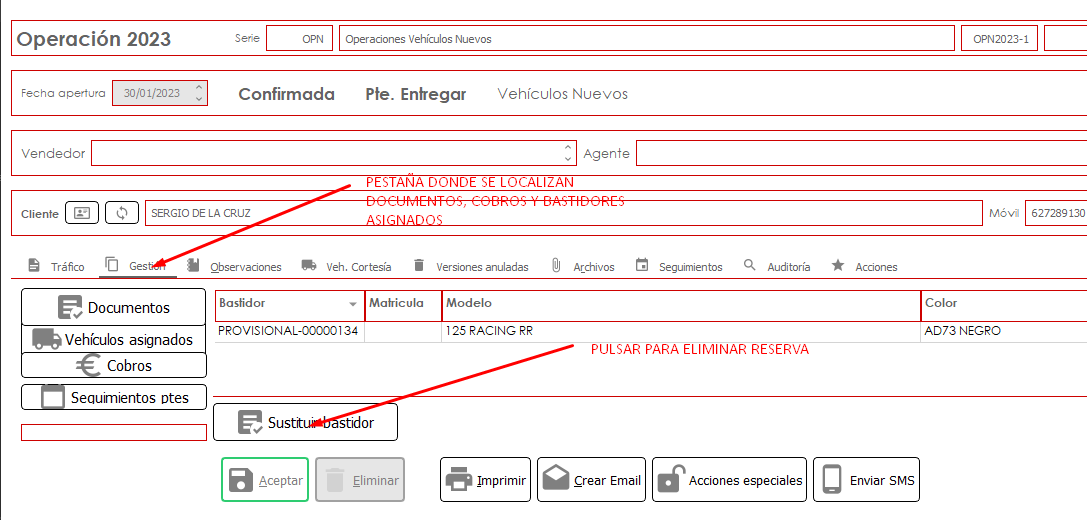 Operación 2023 Serie OPN Operaciones Vehículos Nuevos OPN2023-1
Fecha apertura 30/01/2023 Confirmada Pte. Entregar Vehículos Nuevos
Vendedor Agente
PESTAÑA DONDE SE LOCALIZAN
DOCUMENTOS, COBROS Y BASTIDORES
ASIGNADOS
Cliente SERGIO DE LA CRUZ Móvil 627289130
Tráfico Gestión Observaciones Veh. Cortesía Versiones anuladas Archivos Seguimientos Auditoría Acciones
Documentos
Vehículos asignados
Cobros
Seguimientos ptes
Bastidor Matricula Modelo Color
PROVISIONAL-00000134 125 RACING RR AD73 NEGRO
PULSAR PARA ELIMINAR RESERVA
Sustituir bastidor
Aceptar Eliminar Imprimir Crear Email Acciones especiales Enviar SMS